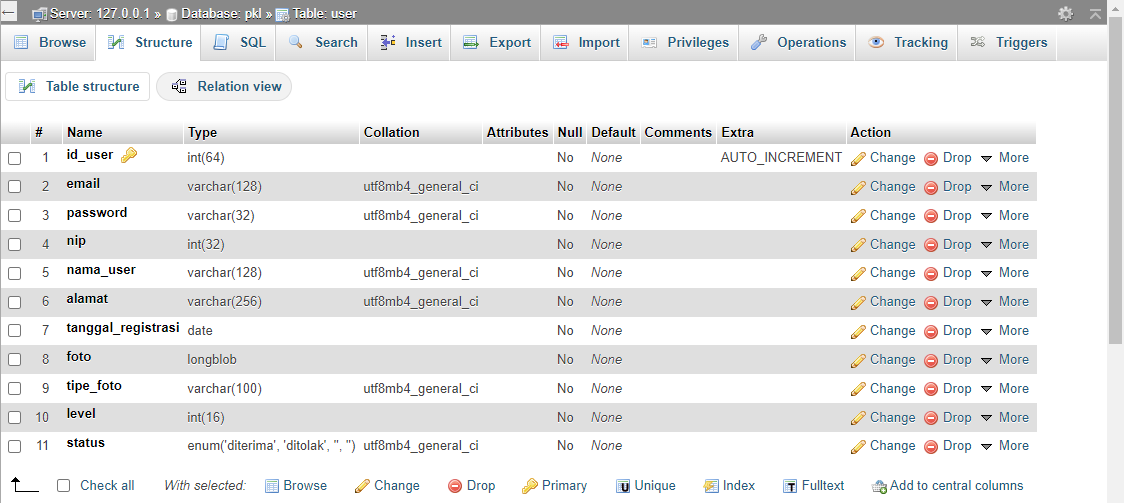 Server: 127.0.0.1 » Database: pkl » Table: user
Browse Structure SQL Search Insert Export Import Privileges Operations Tracking Triggers
Table structure Relation view
# Name Type Collation Attributes Null Default Comments Extra Action
1 id_user int(64) No None AUTO_INCREMENT Change Drop More
2 email varchar(128) utf8mb4_general_ci No None Change Drop More
3 password varchar(32) utf8mb4_general_ci No None Change Drop More
4 nip int(32) No None Change Drop More
5 nama_user varchar(128) utf8mb4_general_ci No None Change Drop More
6 alamat varchar(256) utf8mb4_general_ci No None Change Drop More
7 tanggal_registrasi date No None Change Drop More
8 foto longblob No None Change Drop More
9 tipe_foto varchar(100) utf8mb4_general_ci No None Change Drop More
10 level int(16) No None Change Drop More
11 status enum('diterima', 'ditolak', '', '') utf8mb4_general_ci No None Change Drop More
Check all With selected: Browse Change Drop Primary Unique Index Fulltext Add to central columns